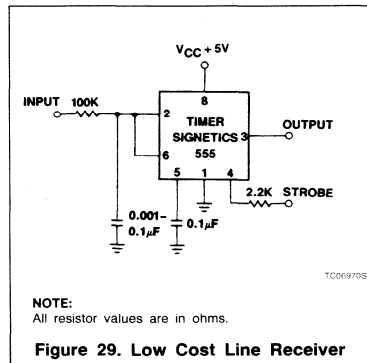 VCC + 5V
INPUT 100K
8
2 TIMER
SIGNETICS 3 OUTPUT
6 555
5 1 4
2.2K STROBE
0.001–
0.1µF 0.1µF
TC06970S
NOTE:
All resistor values are in ohms.
Figure 29. Low Cost Line Receiver